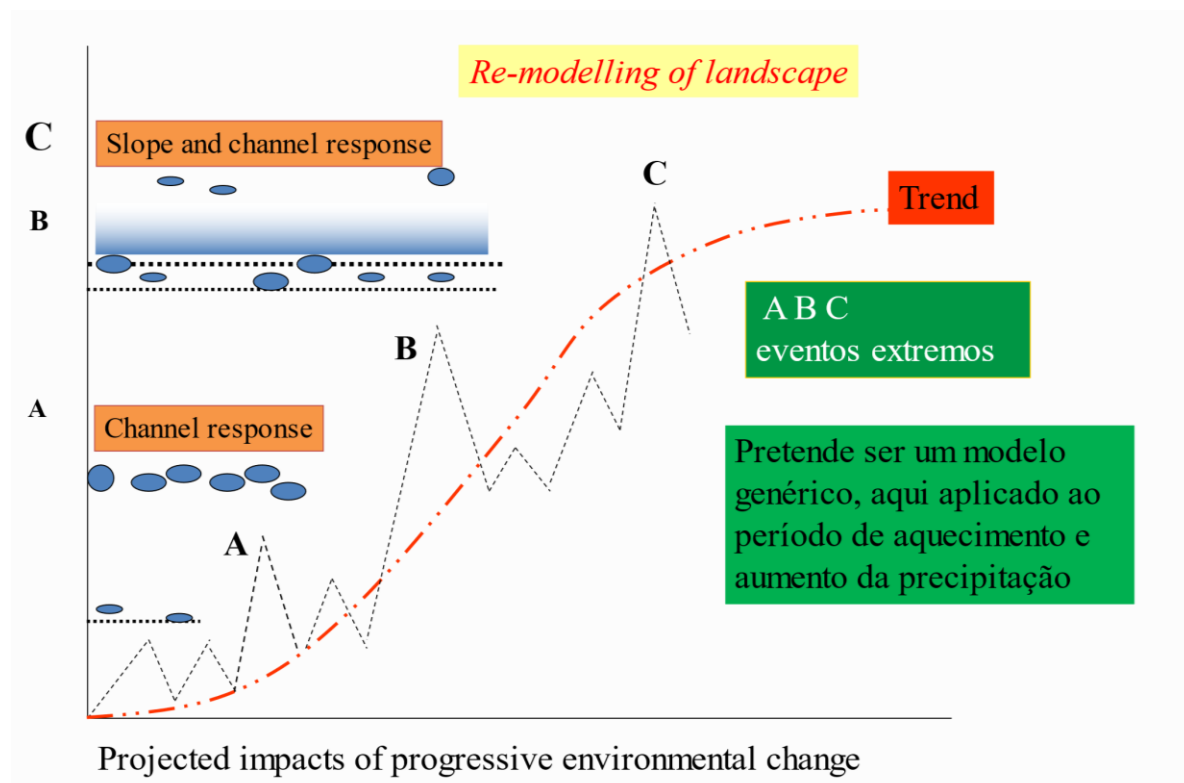 Re-modelling of landscape
C
Slope and channel response
C
Trend
B
A B C
eventos extremos
B
A
Channel response
Pretende ser um modelo
genérico, aqui aplicado ao
período de aquecimento e
aumento da precipitação
A
Projected impacts of progressive environmental change